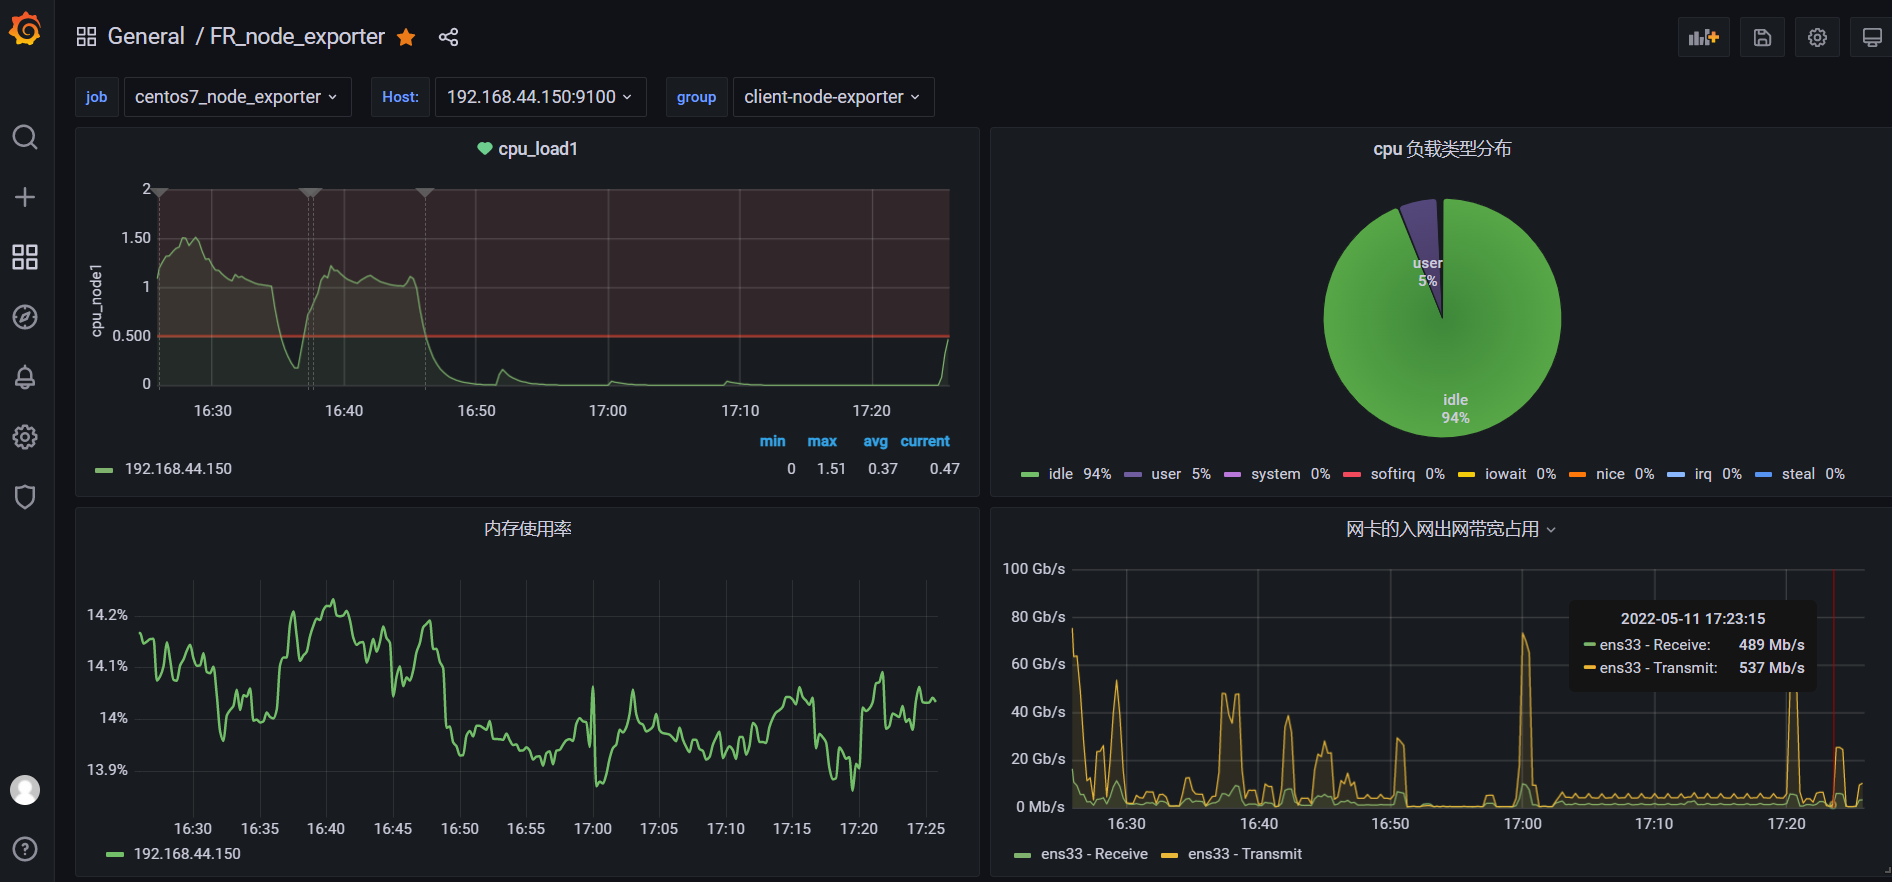 General / FR_node_exporter
job centos7_node_exporter Host: 192.168.44.150:9100 group client-node-exporter
cpu_load1
cpu_node1
2
1.50
1
0.500
0
16:30 16:40 16:50 17:00 17:10 17:20
min max avg current
192.168.44.150 0 1.51 0.37 0.47
cpu 负载类型分布
user
5%
idle
94%
idle 94% user 5% system 0% softirq 0% iowait 0% nice 0% irq 0% steal 0%
内存使用率
14.2%
14.1%
14%
13.9%
16:30 16:35 16:40 16:45 16:50 16:55 17:00 17:05 17:10 17:15 17:20 17:25
192.168.44.150
网卡的入网出网带宽占用
100 Gb/s
80 Gb/s
60 Gb/s
40 Gb/s
20 Gb/s
0 Mb/s
2022-05-11 17:23:15
ens33 - Receive: 489 Mb/s
ens33 - Transmit: 537 Mb/s
16:30 16:40 16:50 17:00 17:10 17:20
ens33 - Receive ens33 - Transmit